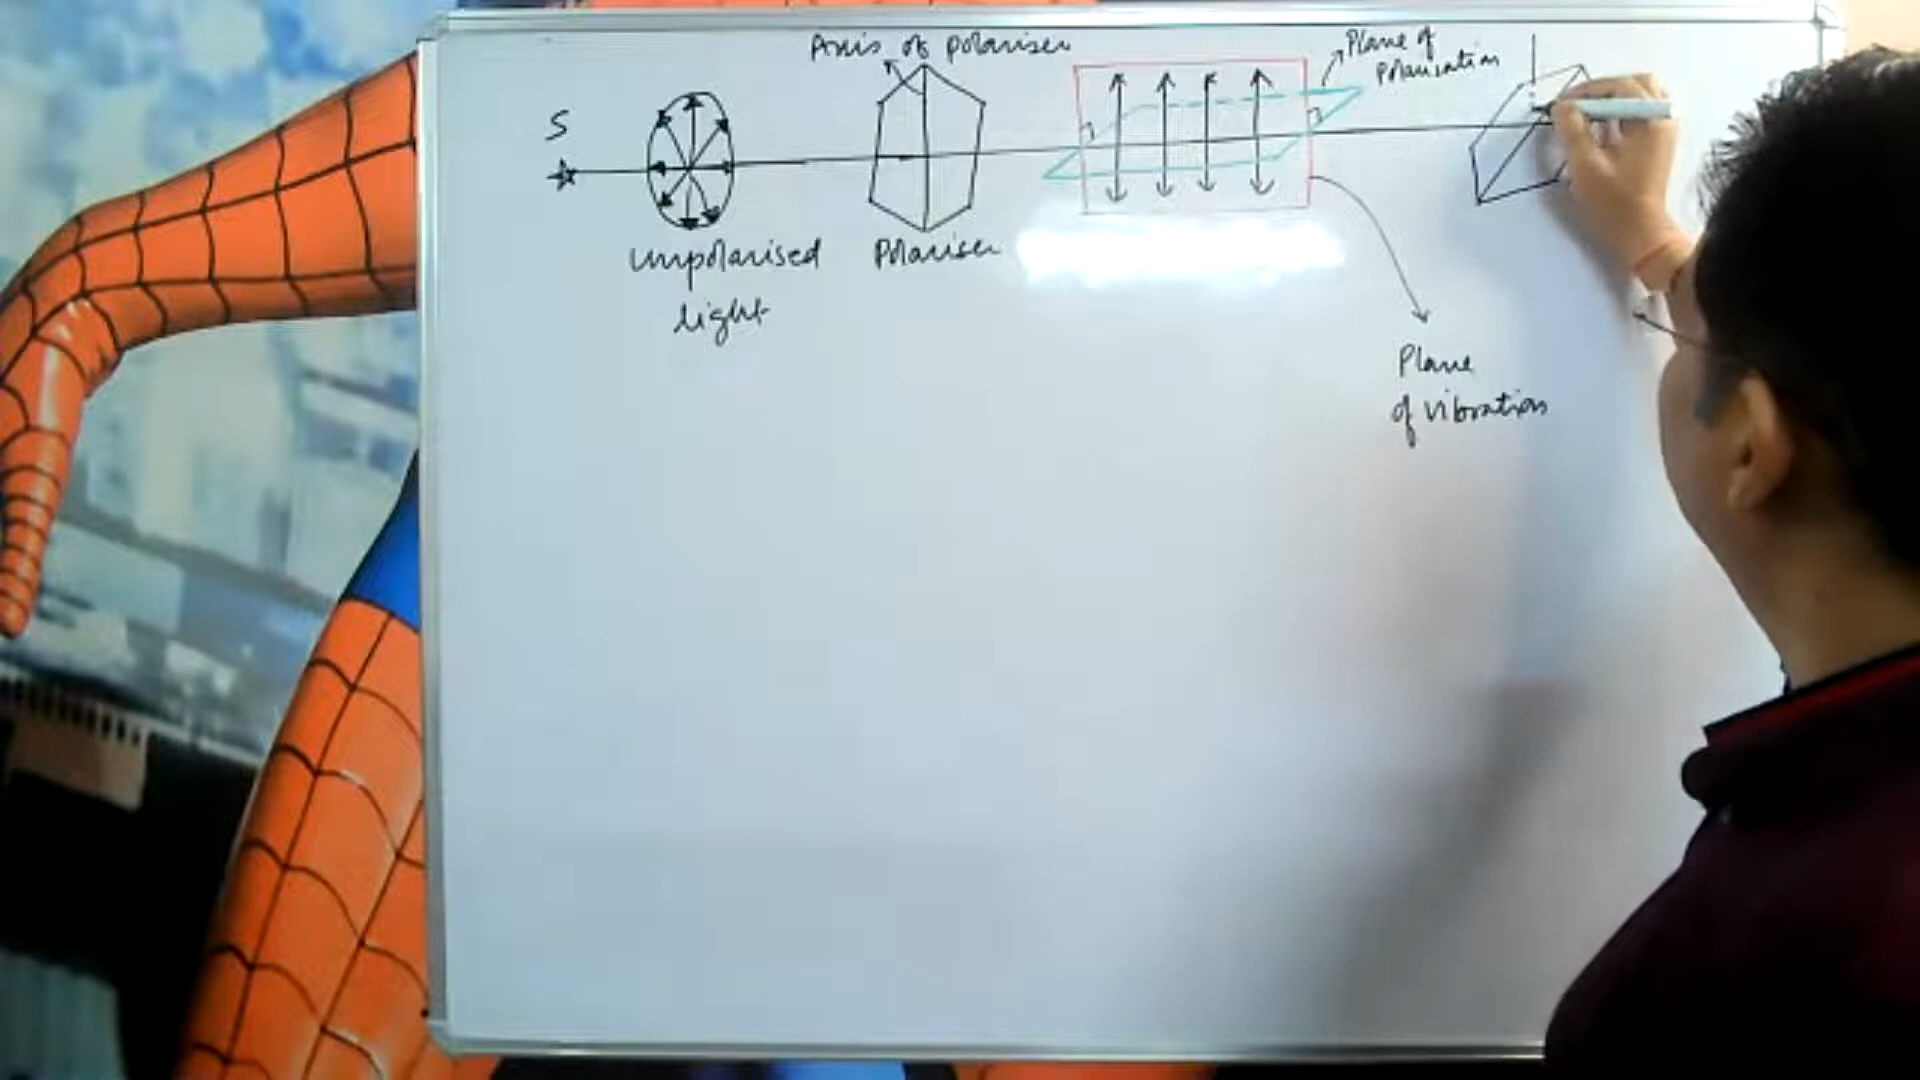 Axis of polariser
Plane of
Polarisation
S
Unpolarised
light
Polariser
Plane
of vibration